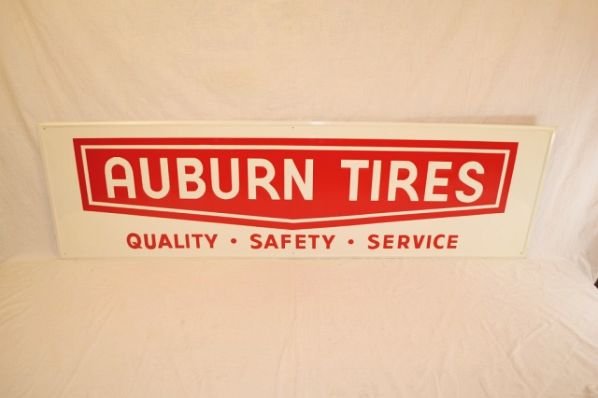 AUBURN TIRES
QUALITY • SAFETY • SERVICE